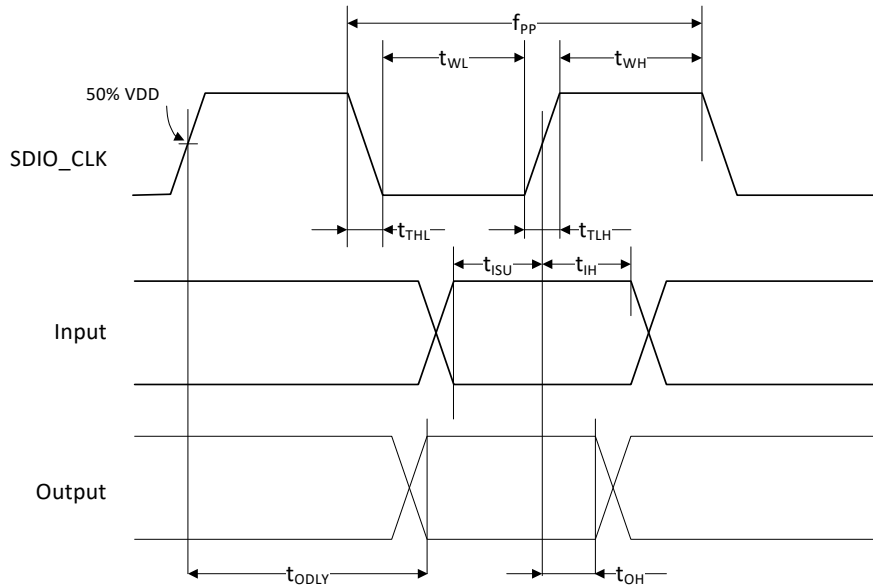 fPP
tWL
tWH
50% VDD
SDIO_CLK
tTHL
tTLH
tISU
tIH
Input
Output
tODLY
tOH